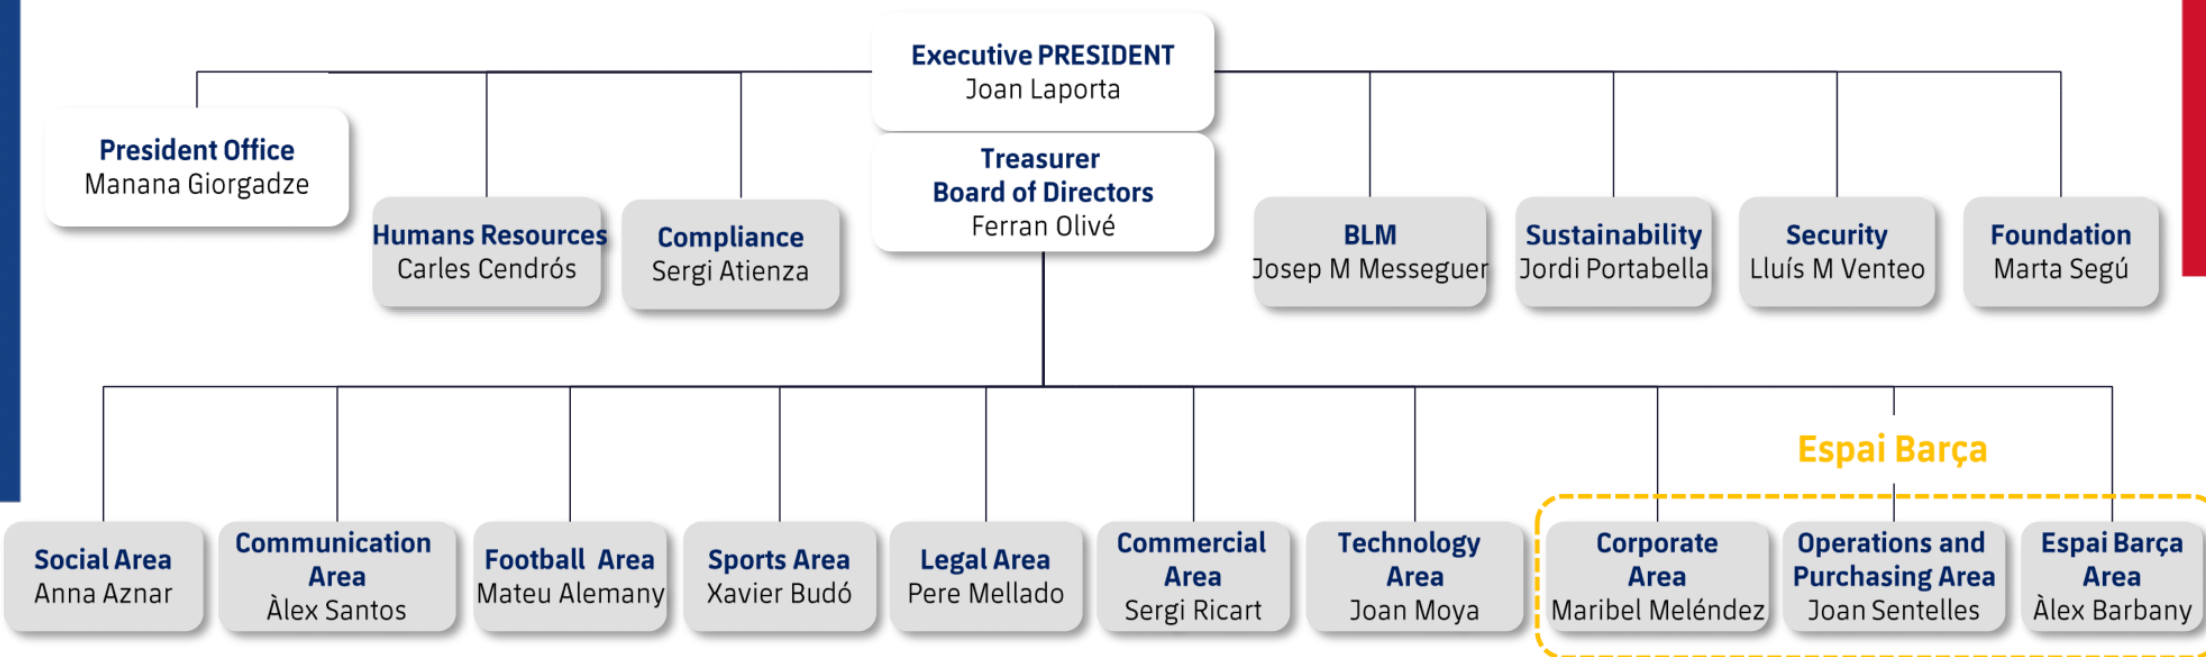 Executive PRESIDENT
Joan Laporta
President Office
Manana Giorgadze
Treasurer
Board of Directors
Ferran Olivé
Humans Resources
Carles Cendrós
Compliance
Sergi Atienza
BLM
Josep M Messeguer
Sustainability
Jordi Portabella
Security
Lluís M Venteo
Foundation
Marta Segú
Espai Barça
Social Area
Anna Aznar
Communication
Area
Àlex Santos
Football Area
Mateu Alemany
Sports Area
Xavier Budó
Legal Area
Pere Mellado
Commercial
Area
Sergi Ricart
Technology
Area
Joan Moya
Corporate
Area
Maribel Meléndez
Operations and
Purchasing Area
Joan Sentelles
Espai Barça
Area
Àlex Barbany